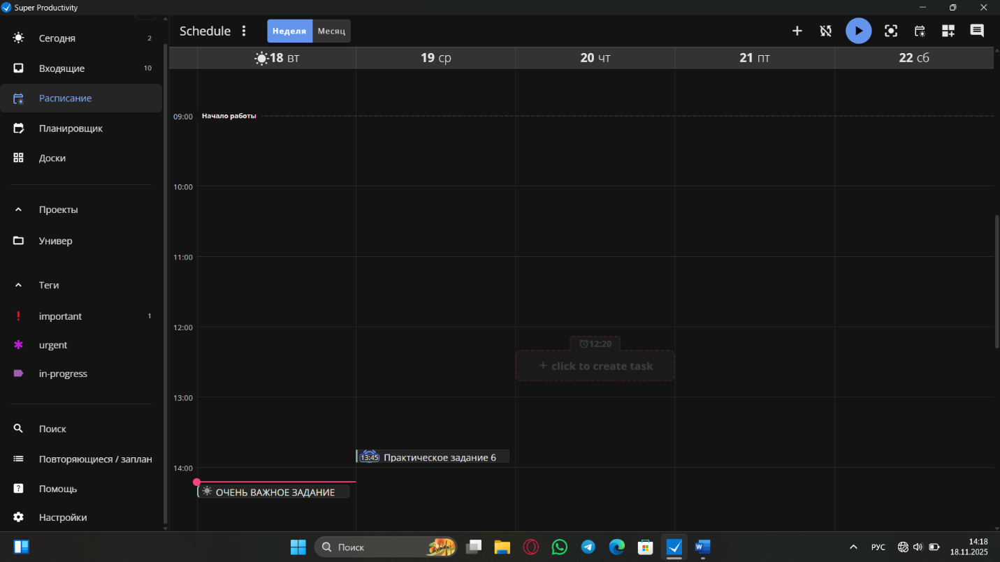 Super Productivity
Schedule
Неделя
Месяц
Сегодня 2
Входящие 10
Расписание
Планировщик
Доски
Проекты
Универ
Теги
important 1
urgent
in-progress
Поиск
Повторяющиеся / заплан
Помощь
Настройки
18 вт
19 ср
20 чт
21 пт
22 сб
09:00 Начало работы
10:00
11:00
12:00
12:20
+ click to create task
13:00
13:45 Практическое задание 6
14:00
ОЧЕНЬ ВАЖНОЕ ЗАДАНИЕ
Поиск
РУС
14:18
18.11.2025